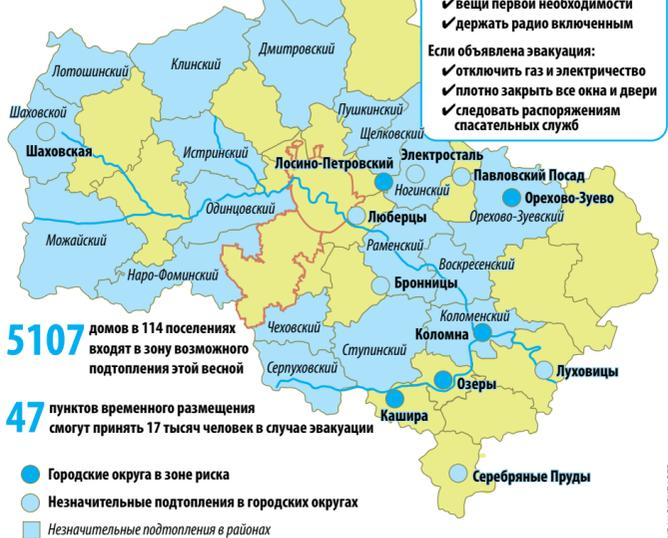 ✔вещи первой необходимости
✔держать радио включенным
Если объявлена эвакуация:
✔отключить газ и электричество
✔плотно закрыть все окна и двери
✔следовать распоряжениям
спасательных служб
Лотошинский
Клинский
Дмитровский
Шаховской
Шаховская
Пушкинский
Щелковский
Истринский
Лосино-Петровский
Электросталь
Ногинский
Павловский Посад
Орехово-Зуево
Орехово-Зуевский
Одинцовский
Люберцы
Можайский
Раменский
Воскресенский
Наро-Фоминский
Бронницы
Чеховский
Коломенский
Коломна
Ступинский
Серпуховский
Луховицы
Озеры
Кашира
Серебряные Пруды
5107 домов в 114 поселениях
входят в зону возможного
подтопления этой весной
47 пунктов временного размещения
смогут принять 17 тысяч человек в случае эвакуации
Городские округа в зоне риска
Незначительные подтопления в городских округах
Незначительные подтопления в районах